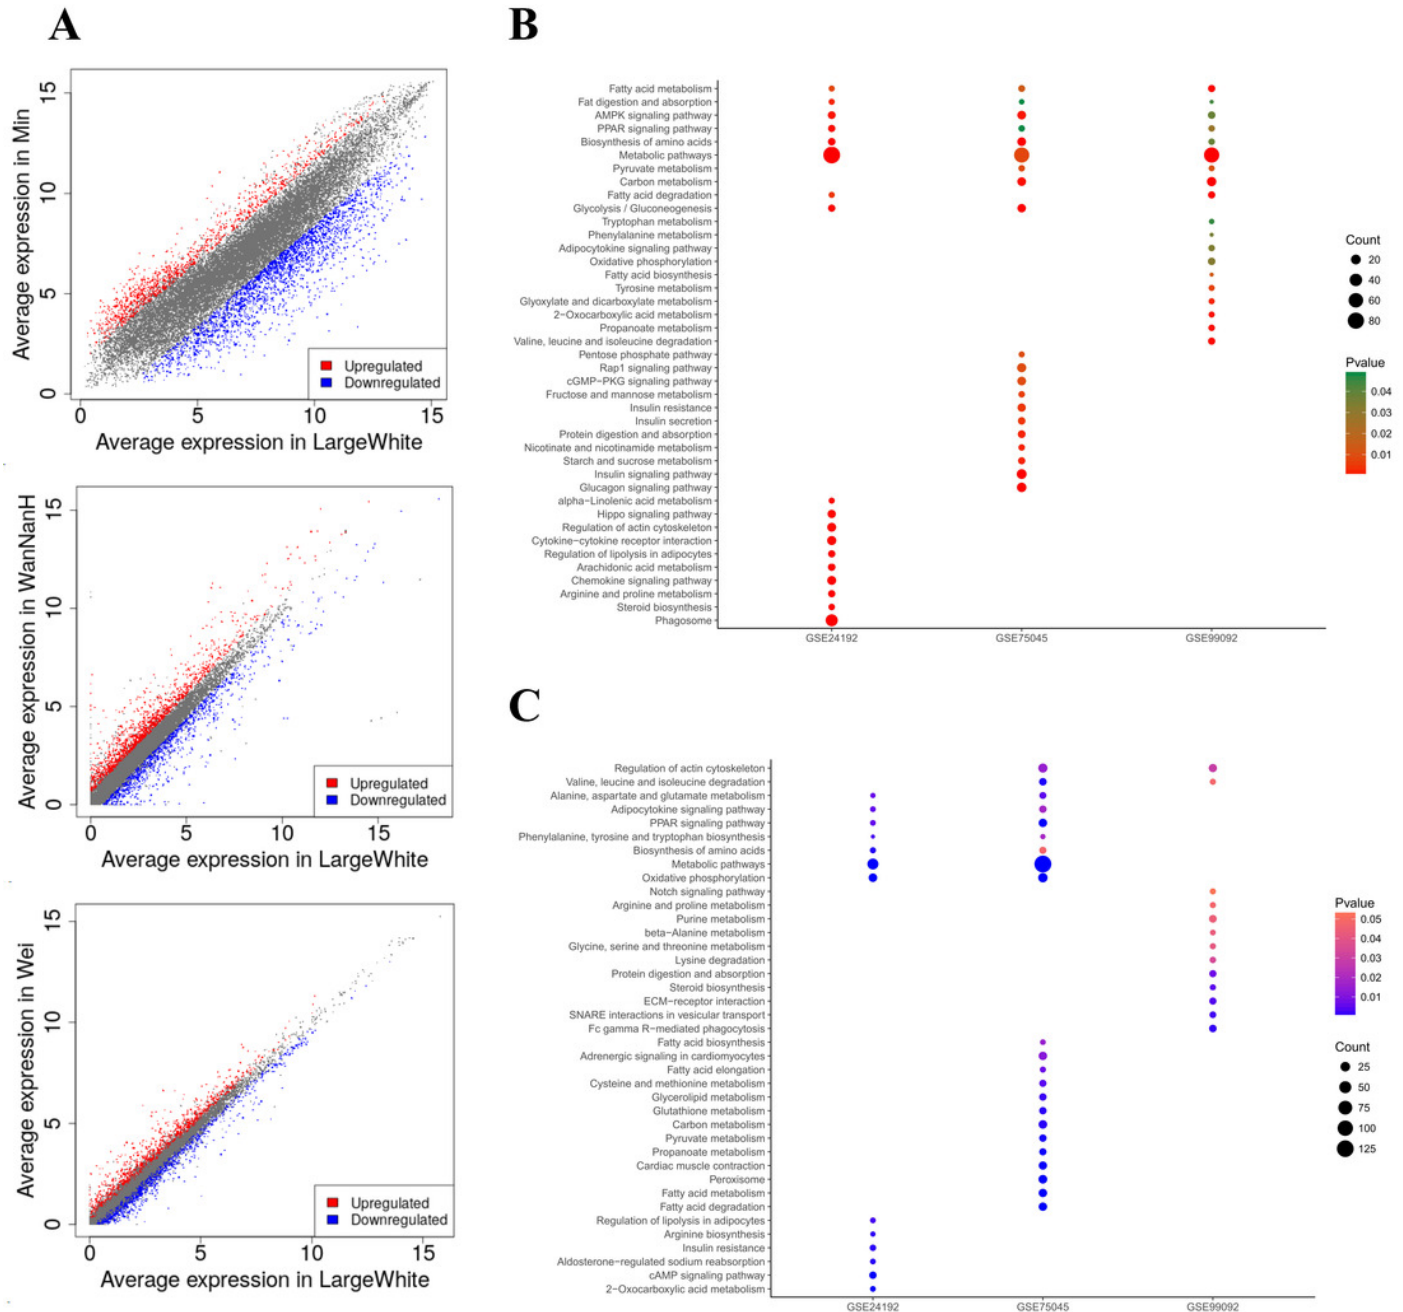 A
Average expression in Min
15
10
5
0
Upregulated
Downregulated
0 5 10 15
Average expression in LargeWhite
Average expression in WanNanH
15
10
5
0
Upregulated
Downregulated
0 5 10 15
Average expression in LargeWhite
Average expression in Wei
15
10
5
0
Upregulated
Downregulated
0 5 10 15
Average expression in LargeWhite
B
Fatty acid metabolism
Fat digestion and absorption
AMPK signaling pathway
PPAR signaling pathway
Biosynthesis of amino acids
Metabolic pathways
Pyruvate metabolism
Carbon metabolism
Fatty acid degradation
Glycolysis / Gluconeogenesis
Tryptophan metabolism
Phenylalanine metabolism
Adipocytokine signaling pathway
Oxidative phosphorylation
Fatty acid biosynthesis
Tyrosine metabolism
Glyoxylate and dicarboxylate metabolism
2−Oxocarboxylic acid metabolism
Propanoate metabolism
Valine, leucine and isoleucine degradation
Pentose phosphate pathway
Rap1 signaling pathway
cGMP−PKG signaling pathway
Fructose and mannose metabolism
Insulin resistance
Insulin secretion
Protein digestion and absorption
Nicotinate and nicotinamide metabolism
Starch and sucrose metabolism
Insulin signaling pathway
Glucagon signaling pathway
alpha−Linolenic acid metabolism
Hippo signaling pathway
Regulation of actin cytoskeleton
Cytokine−cytokine receptor interaction
Regulation of lipolysis in adipocytes
Arachidonic acid metabolism
Chemokine signaling pathway
Arginine and proline metabolism
Steroid biosynthesis
Phagosome
GSE24192 GSE75045 GSE99092
Count
20
40
60
80
Pvalue
0.04
0.03
0.02
0.01
C
Regulation of actin cytoskeleton
Valine, leucine and isoleucine degradation
Alanine, aspartate and glutamate metabolism
Adipocytokine signaling pathway
PPAR signaling pathway
Phenylalanine, tyrosine and tryptophan biosynthesis
Biosynthesis of amino acids
Metabolic pathways
Oxidative phosphorylation
Notch signaling pathway
Arginine and proline metabolism
Purine metabolism
beta−Alanine metabolism
Glycine, serine and threonine metabolism
Lysine degradation
Protein digestion and absorption
Steroid biosynthesis
ECM−receptor interaction
SNARE interactions in vesicular transport
Fc gamma R−mediated phagocytosis
Fatty acid biosynthesis
Adrenergic signaling in cardiomyocytes
Fatty acid elongation
Cysteine and methionine metabolism
Glycerolipid metabolism
Glutathione metabolism
Carbon metabolism
Pyruvate metabolism
Propanoate metabolism
Cardiac muscle contraction
Peroxisome
Fatty acid metabolism
Fatty acid degradation
Regulation of lipolysis in adipocytes
Arginine biosynthesis
Insulin resistance
Aldosterone−regulated sodium reabsorption
cAMP signaling pathway
2−Oxocarboxylic acid metabolism
GSE24192 GSE75045 GSE99092
Pvalue
0.05
0.04
0.03
0.02
0.01
Count
25
50
75
100
125